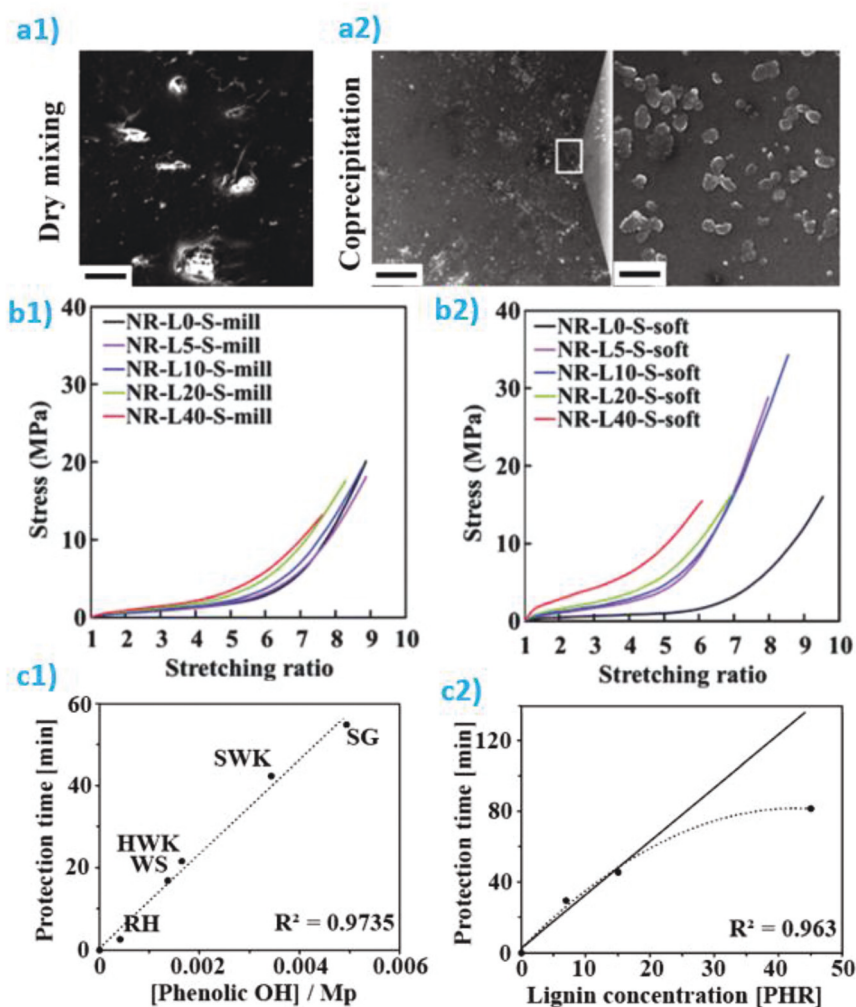 a1)
a2)
Dry mixing
Coprecipitation
b1)
40
30
20
10
0
Stress (MPa)
NR-L0-S-mill
NR-L5-S-mill
NR-L10-S-mill
NR-L20-S-mill
NR-L40-S-mill
1 2 3 4 5 6 7 8 9 10
Stretching ratio
b2)
40
30
20
10
0
Stress (MPa)
NR-L0-S-soft
NR-L5-S-soft
NR-L10-S-soft
NR-L20-S-soft
NR-L40-S-soft
1 2 3 4 5 6 7 8 9 10
Stretching ratio
c1)
60
40
20
0
Protection time [min]
SG
SWK
HWK
WS
RH
R² = 0.9735
0 0.002 0.004 0.006
[Phenolic OH] / Mp
c2)
120
80
40
0
Protection time [min]
R² = 0.963
0 10 20 30 40 50
Lignin concentration [PHR]